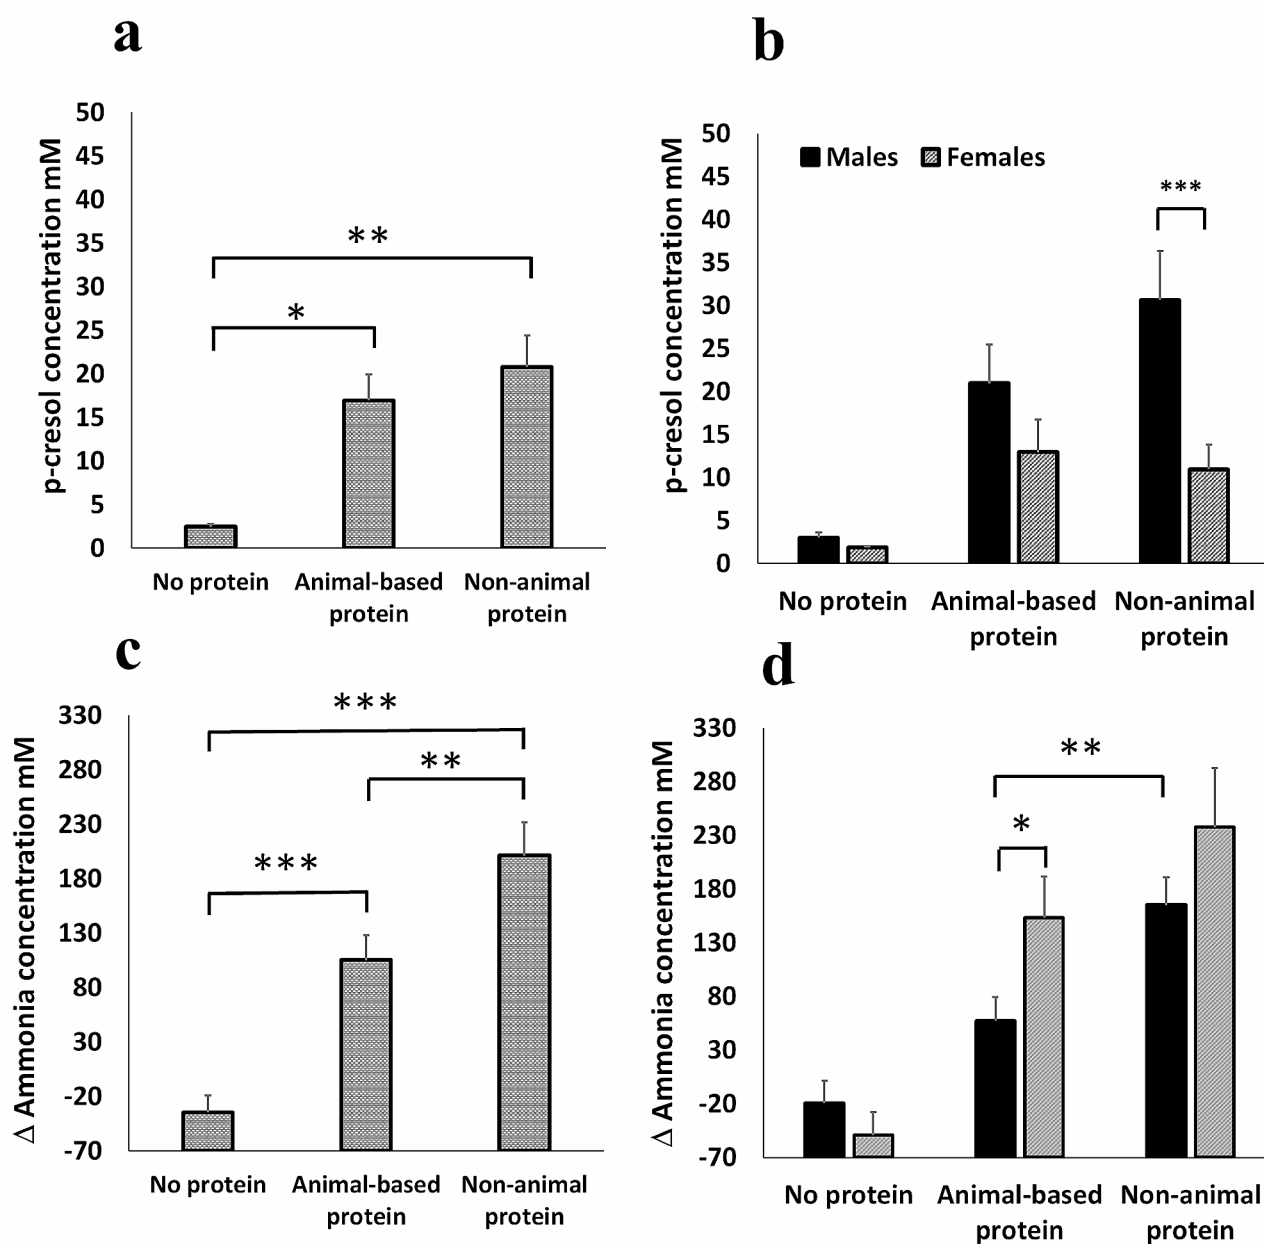 a
p-cresol concentration mM
50
45
40
35
30
25
20
15
10
5
0
**
*
No protein
Animal-based
protein
Non-animal
protein
b
p-cresol concentration mM
50
45
40
35
30
25
20
15
10
5
0
Males
Females
***
No protein
Animal-based
protein
Non-animal
protein
c
Δ Ammonia concentration mM
330
280
230
180
130
80
30
-20
-70
***
**
***
No protein
Animal-based
protein
Non-animal
protein
d
Δ Ammonia concentration mM
330
280
230
180
130
80
30
-20
-70
**
*
No protein
Animal-based
protein
Non-animal
protein